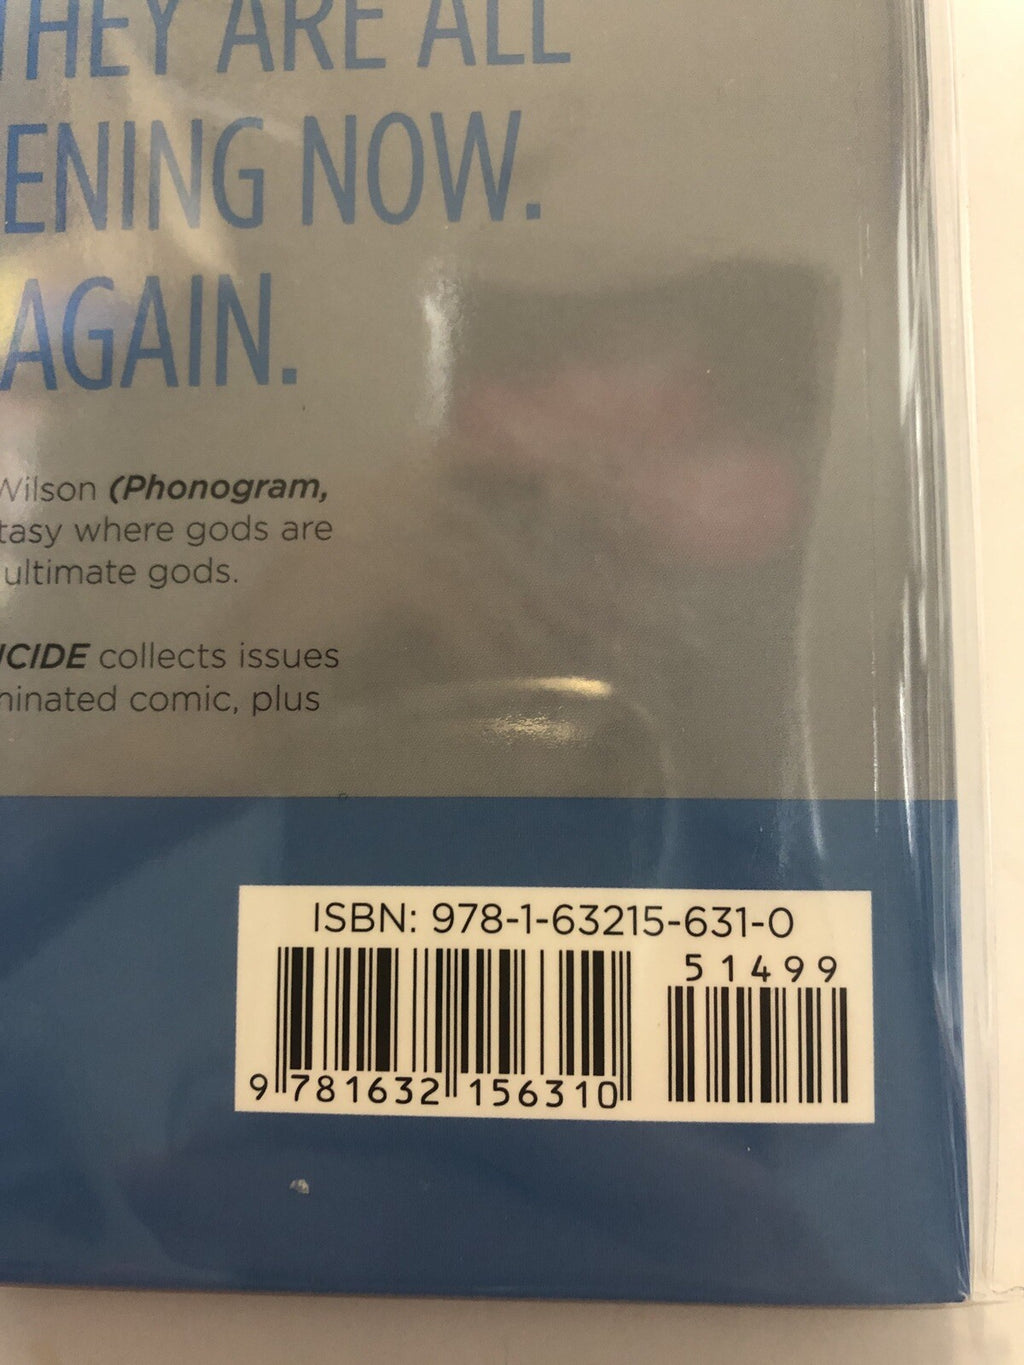 THEY ARE ALL
ENING NOW.
AGAIN.
Wilson (Phonogram,
tasy where gods are
ultimate gods.
ICIDE collects issues
minated comic, plus
ISBN: 978-1-63215-631-0
51499
9 781632 156310